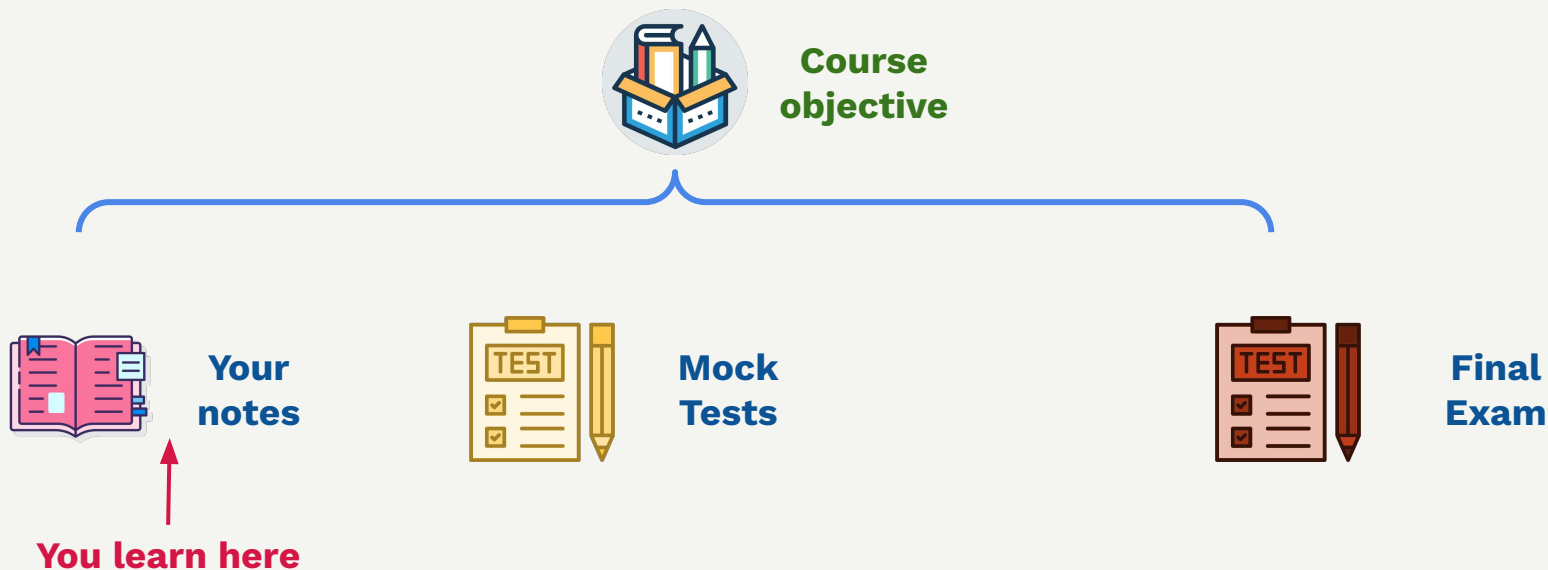 Course
objective
Your
notes
TEST
Mock
Tests
TEST
Final
Exam
You learn here